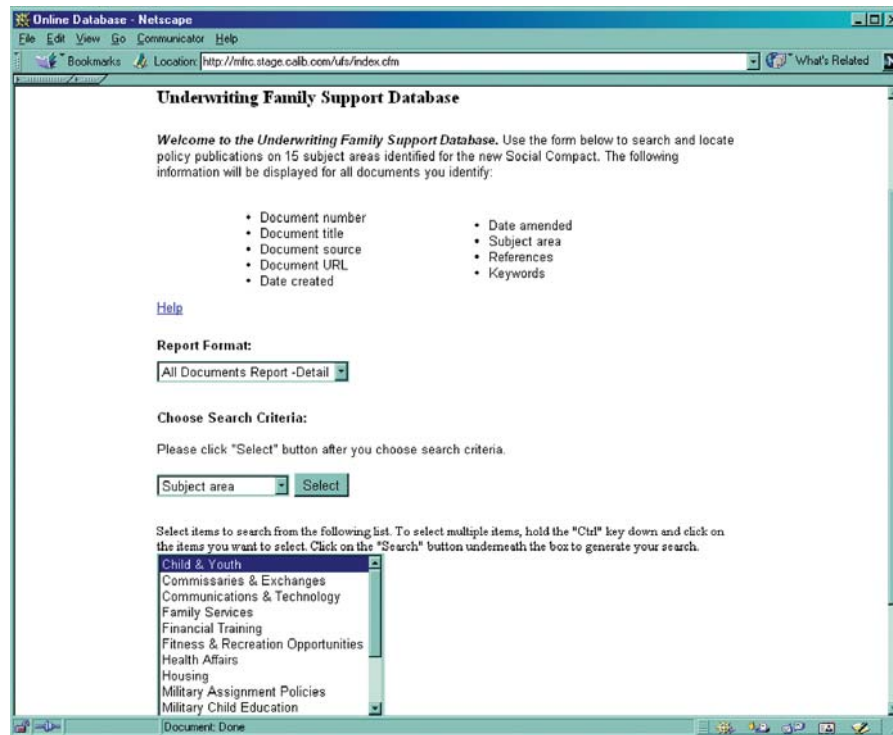 Online Database - Netscape
File Edit View Go Communicator Help
Bookmarks Location: http://mfrc.stage.calib.com/ufs/index.cfm What's Related
Underwriting Family Support Database
Welcome to the Underwriting Family Support Database. Use the form below to search and locate
policy publications on 15 subject areas identified for the new Social Compact. The following
information will be displayed for all documents you identify:
• Document number
• Document title
• Document source
• Document URL
• Date created
• Date amended
• Subject area
• References
• Keywords
Help
Report Format:
All Documents Report -Detail
Choose Search Criteria:
Please click "Select" button after you choose search criteria.
Subject area Select
Select items to search from the following list. To select multiple items, hold the "Ctrl" key down and click on
the items you want to select. Click on the "Search" button underneath the box to generate your search.
Child & Youth
Commissaries & Exchanges
Communications & Technology
Family Services
Financial Training
Fitness & Recreation Opportunities
Health Affairs
Housing
Military Assignment Policies
Military Child Education
Document: Done